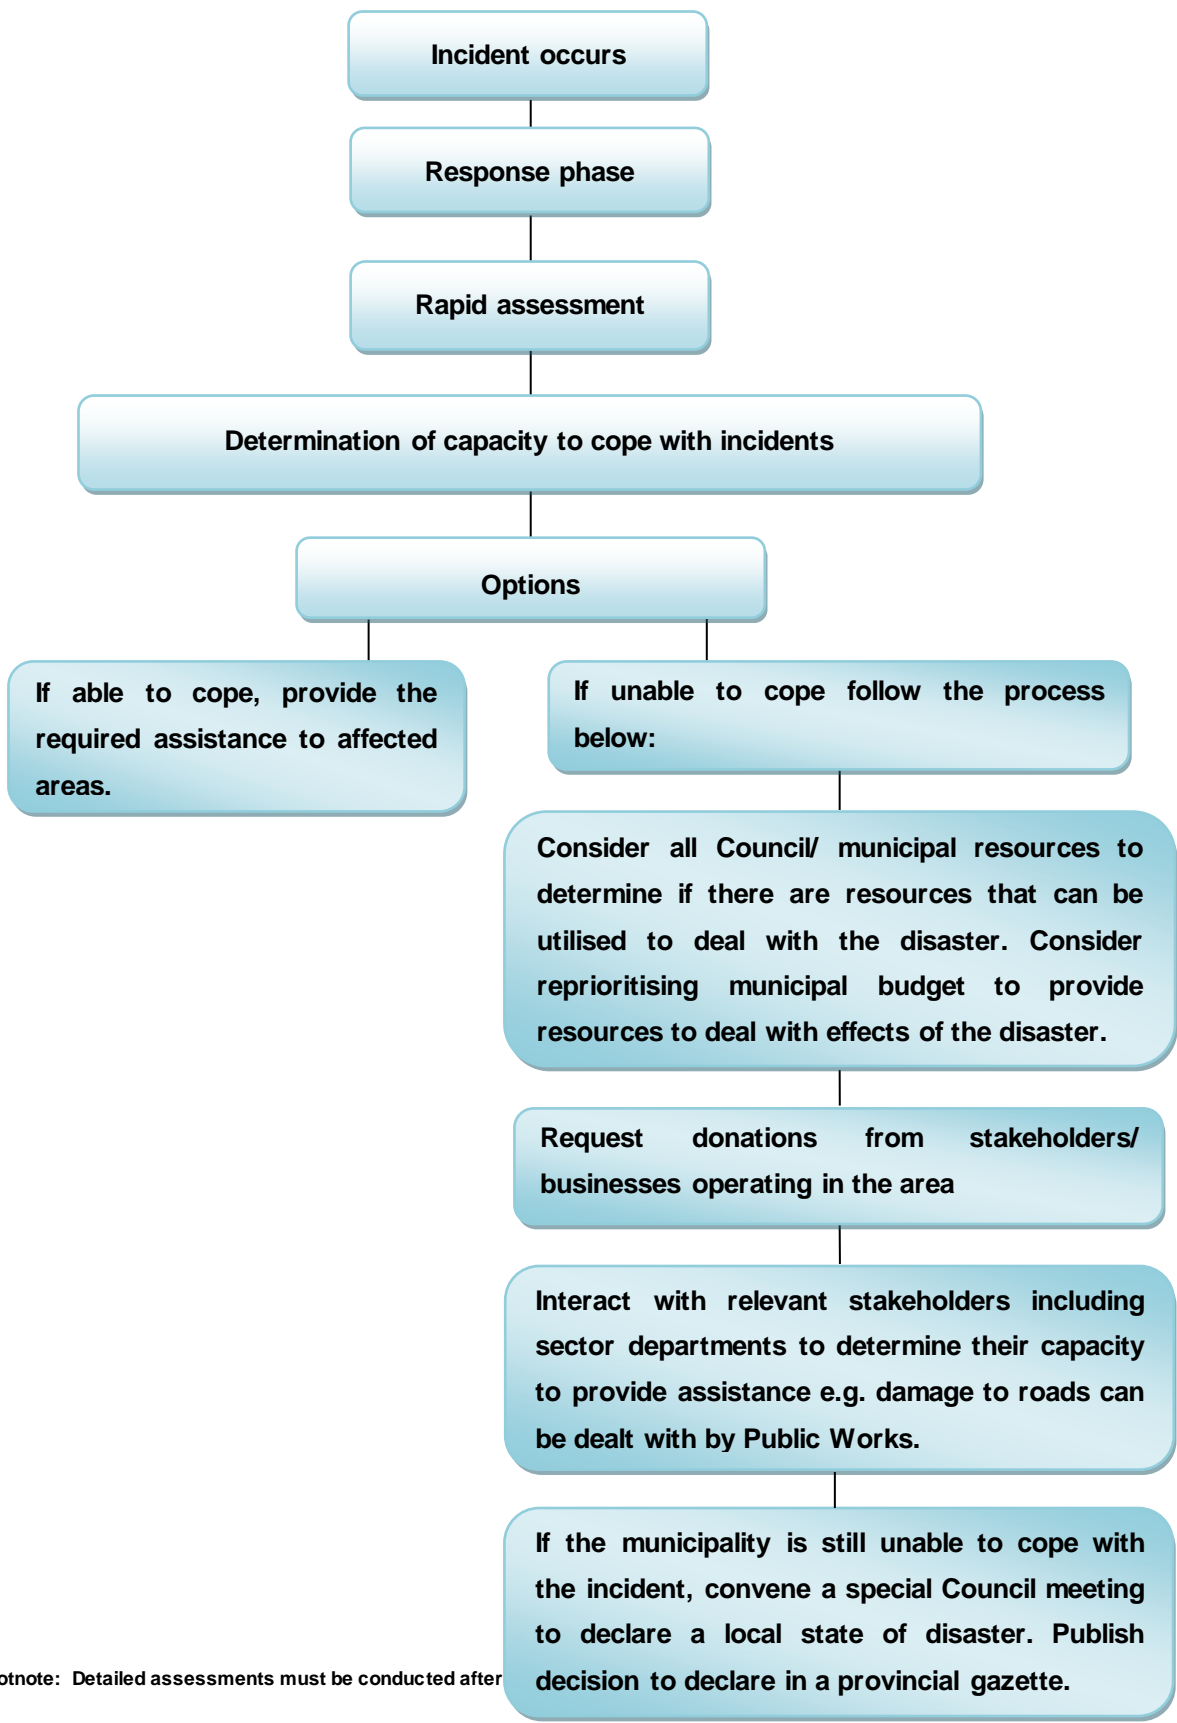 Incident occurs
Response phase
Rapid assessment
Determination of capacity to cope with incidents
Options
If able to cope, provide the
required assistance to affected
areas.
If unable to cope follow the process
below:
Consider all Council/ municipal resources to
determine if there are resources that can be
utilised to deal with the disaster. Consider
reprioritising municipal budget to provide
resources to deal with effects of the disaster.
Request donations from stakeholders/
businesses operating in the area
Interact with relevant stakeholders including
sector departments to determine their capacity
to provide assistance e.g. damage to roads can
be dealt with by Public Works.
If the municipality is still unable to cope with
the incident, convene a special Council meeting
to declare a local state of disaster. Publish
decision to declare in a provincial gazette.
otnote: Detailed assessments must be conducted after